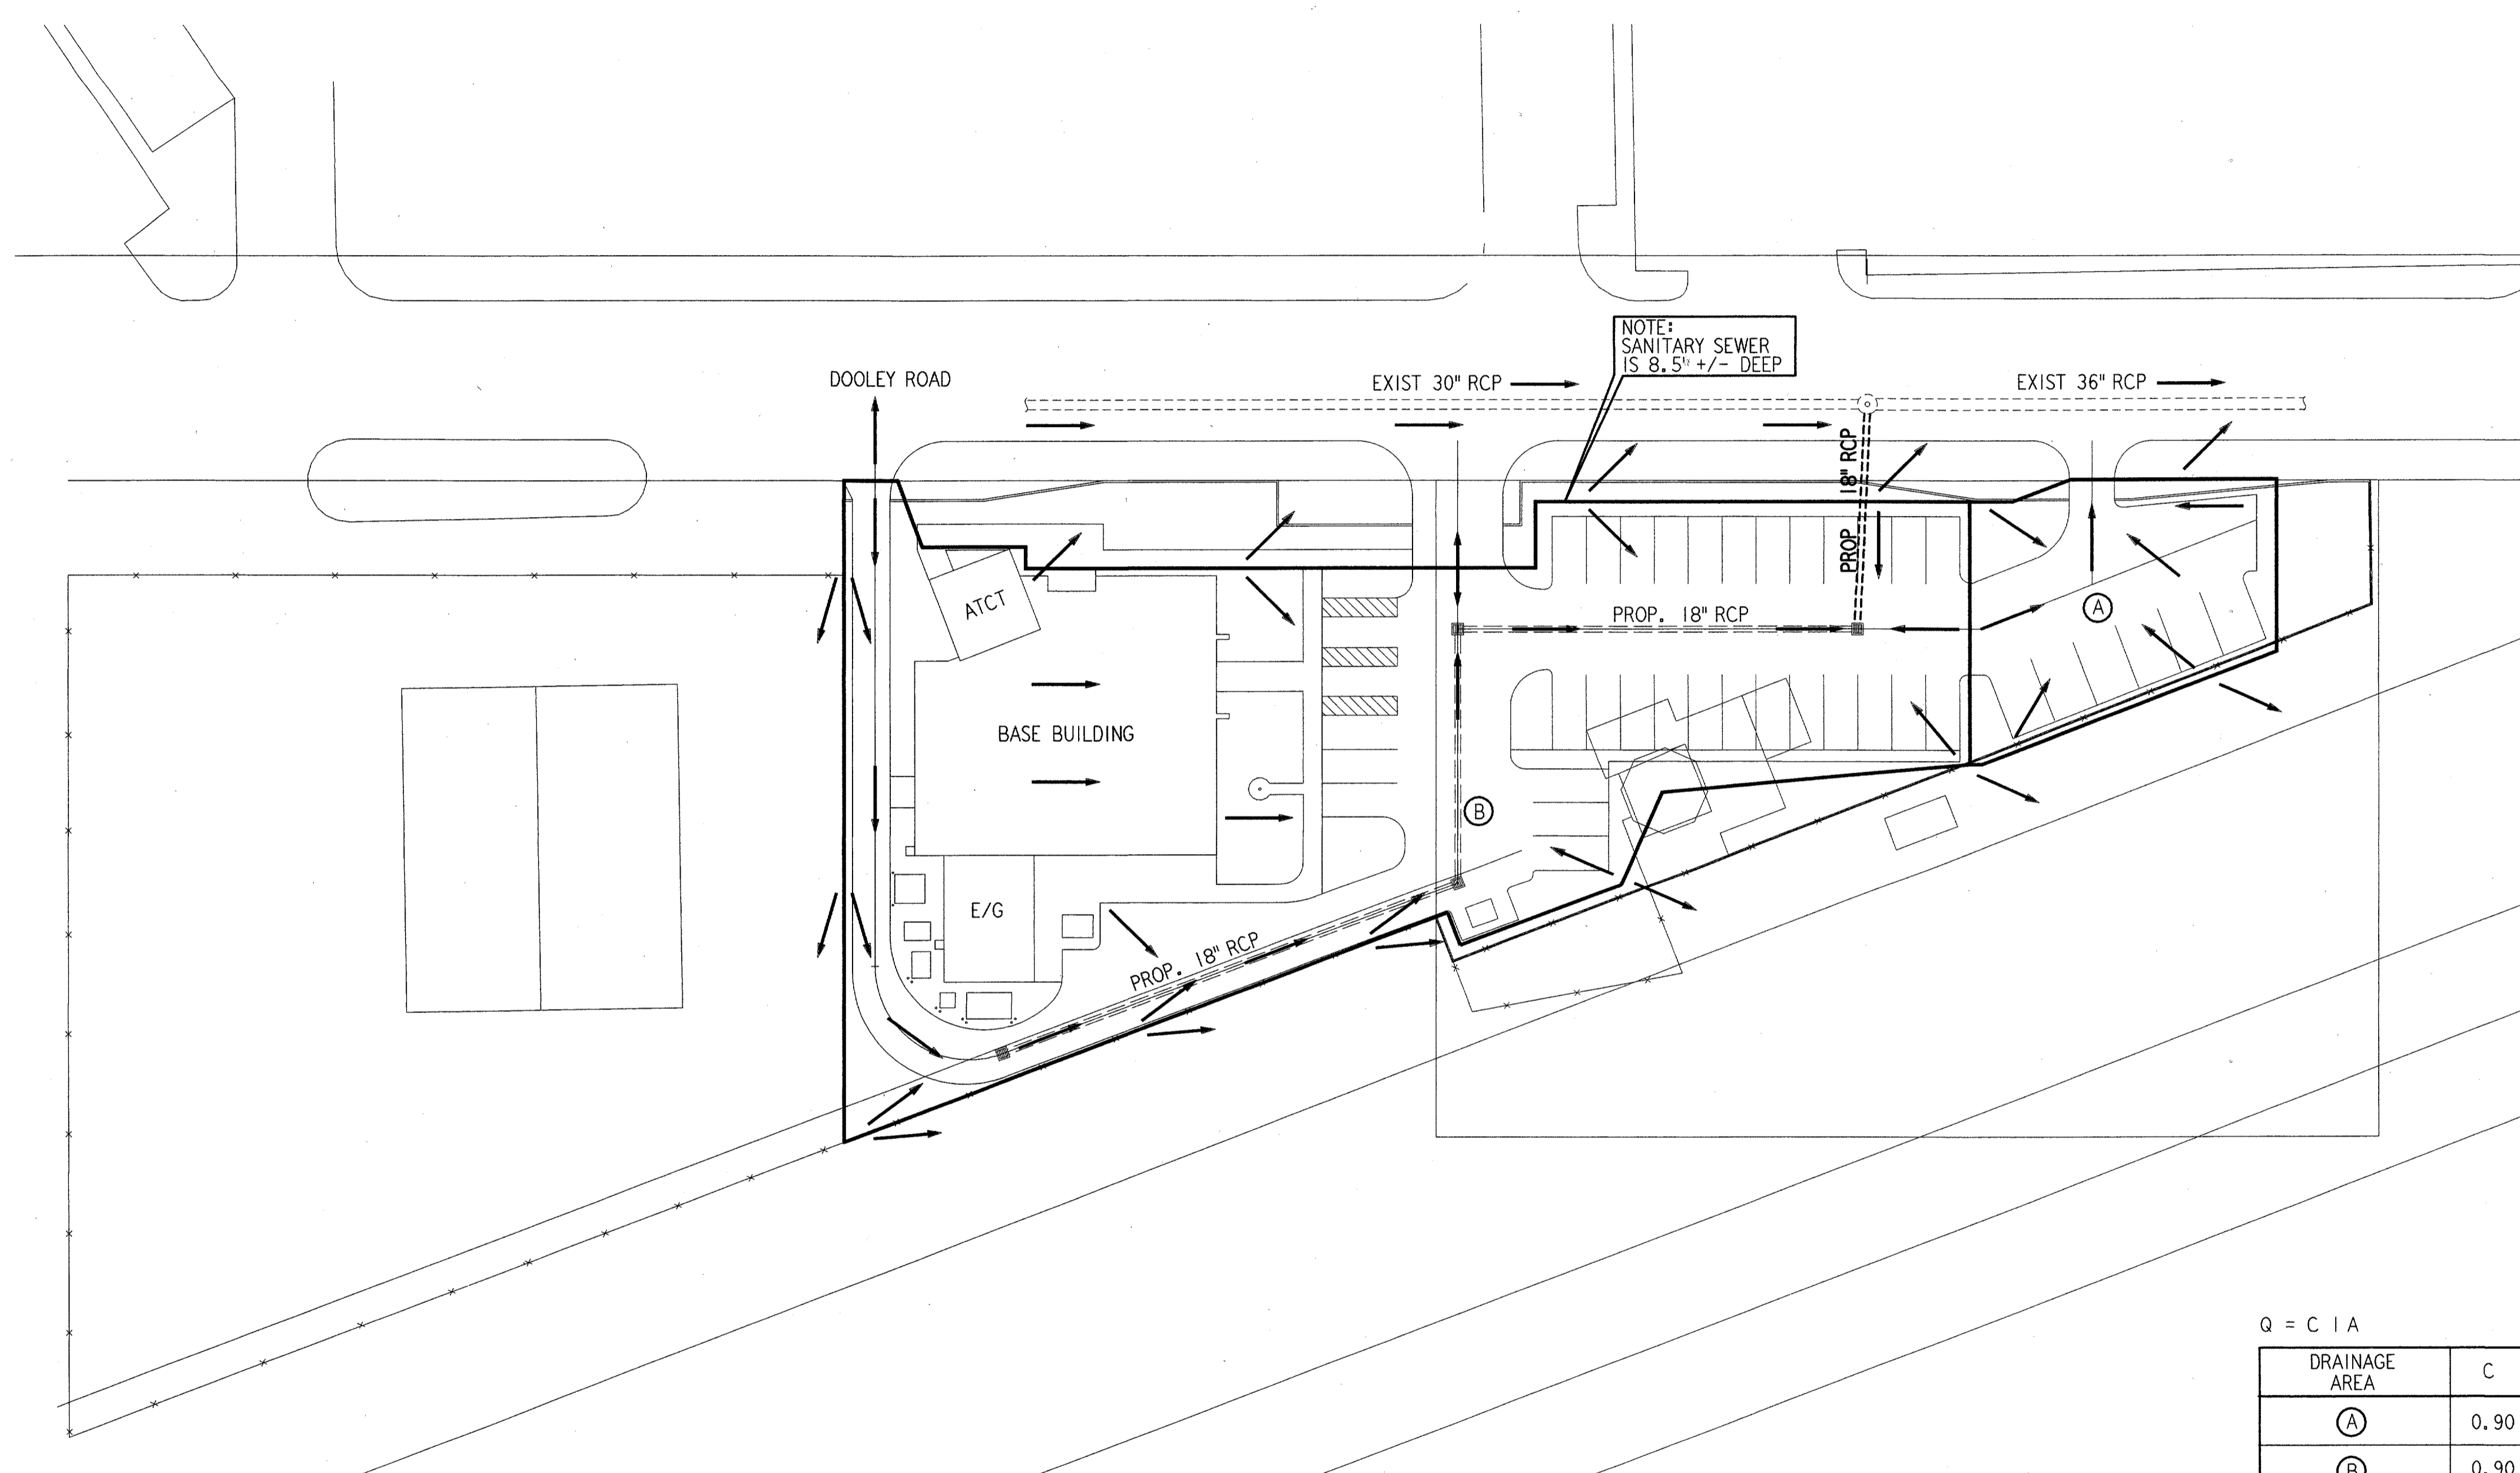 NOTE:
SANITARY SEWER
IS 8.5' +/- DEEP
DOOLEY ROAD
EXIST 30" RCP
EXIST 36" RCP
PROP 18" RCP
ATCT
PROP. 18" RCP
A
BASE BUILDING
B
E/G
PROP. 18" RCP
Q = C I A
DRAINAGE
AREA
C
A
0.90
B
0.90